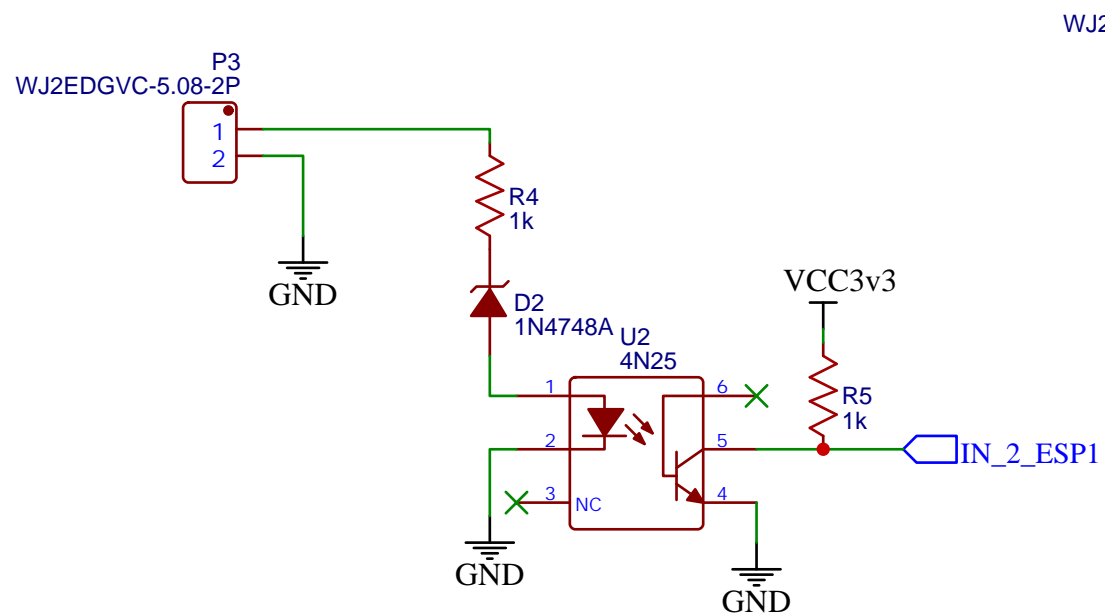 WJ2
P3
WJ2EDGVC-5.08-2P
1
2
R4
1k
GND
VCC3v3
D2
1N4748A
U2
4N25
1
6
R5
1k
2
5
IN_2_ESP1
3
NC
4
GND
GND